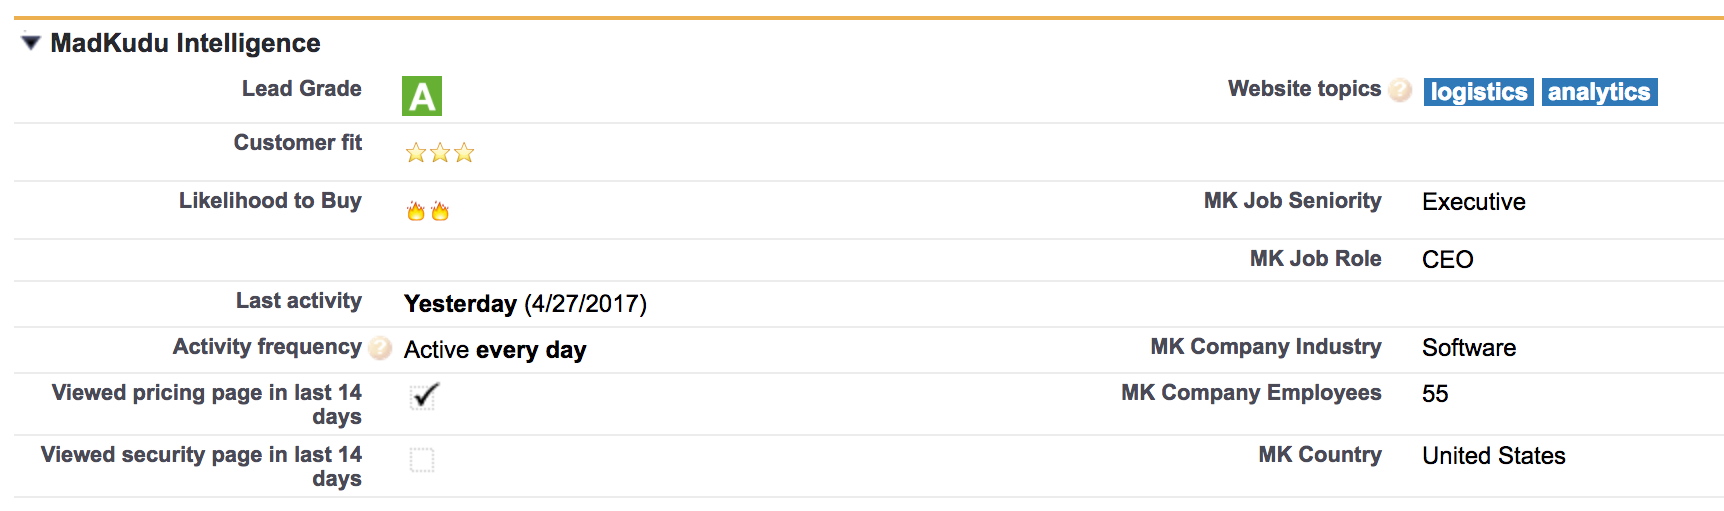 MadKudu Intelligence
Lead Grade A Website topics ? logistics analytics
Customer fit
Likelihood to Buy MK Job Seniority Executive
MK Job Role CEO
Last activity Yesterday (4/27/2017)
Activity frequency ? Active every day MK Company Industry Software
Viewed pricing page in last 14
days
MK Company Employees 55
Viewed security page in last 14
days
MK Country United States